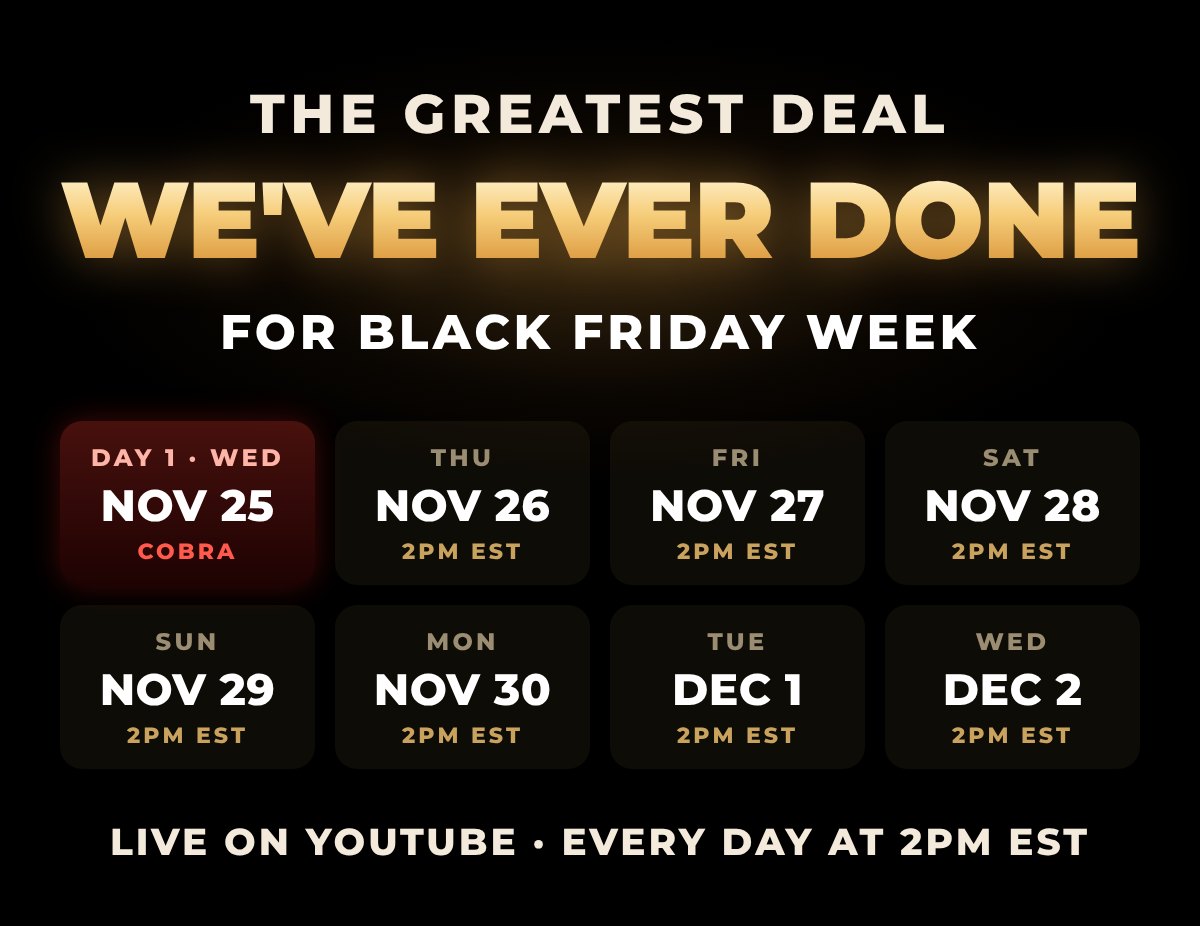 THE GREATEST DEAL
WE'VE EVER DONE
FOR BLACK FRIDAY WEEK
DAY 1 · WED
NOV 25
COBRA
THU
NOV 26
2PM EST
FRI
NOV 27
2PM EST
SAT
NOV 28
2PM EST
SUN
NOV 29
2PM EST
MON
NOV 30
2PM EST
TUE
DEC 1
2PM EST
WED
DEC 2
2PM EST
LIVE ON YOUTUBE · EVERY DAY AT 2PM EST